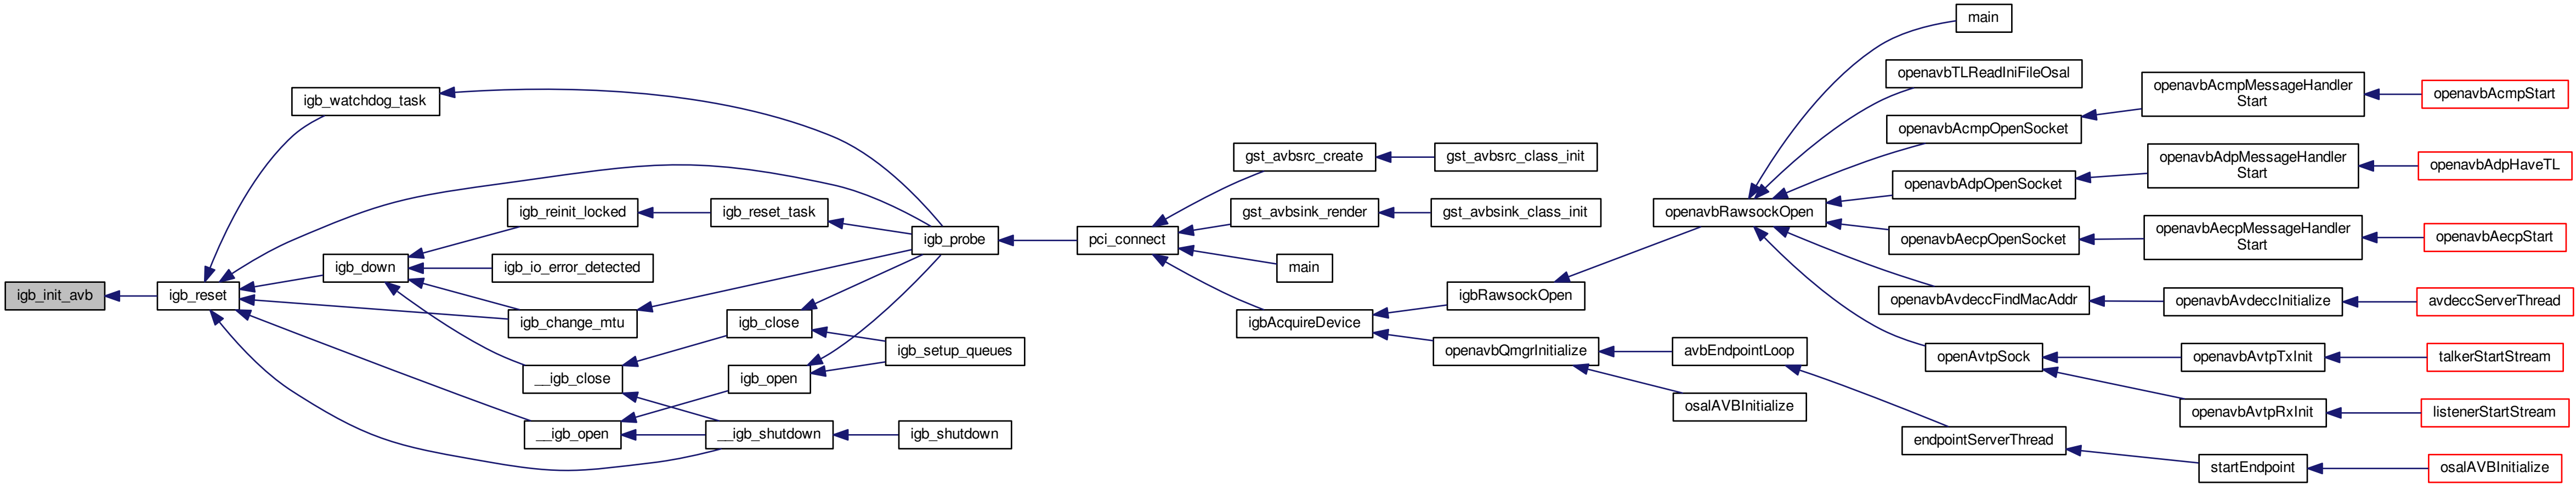 igb_init_avb
igb_reset
igb_watchdog_task
igb_down
igb_reinit_locked
igb_io_error_detected
igb_change_mtu
__igb_close
__igb_open
igb_reset_task
igb_close
igb_open
__igb_shutdown
igb_probe
igb_setup_queues
igb_shutdown
pci_connect
gst_avbsrc_create
gst_avbsink_render
main
igbAcquireDevice
gst_avbsrc_class_init
gst_avbsink_class_init
igbRawsockOpen
openavbQmgrInitialize
openavbRawsockOpen
avbEndpointLoop
osalAVBInitialize
main
openavbTLReadIniFileOsal
openavbAcmpOpenSocket
openavbAdpOpenSocket
openavbAecpOpenSocket
openavbAvdeccFindMacAddr
openAvtpSock
endpointServerThread
openavbAcmpMessageHandler
Start
openavbAdpMessageHandler
Start
openavbAecpMessageHandler
Start
openavbAvdeccInitialize
openavbAvtpTxInit
openavbAvtpRxInit
startEndpoint
openavbAcmpStart
openavbAdpHaveTL
openavbAecpStart
avdeccServerThread
talkerStartStream
listenerStartStream
osalAVBInitialize